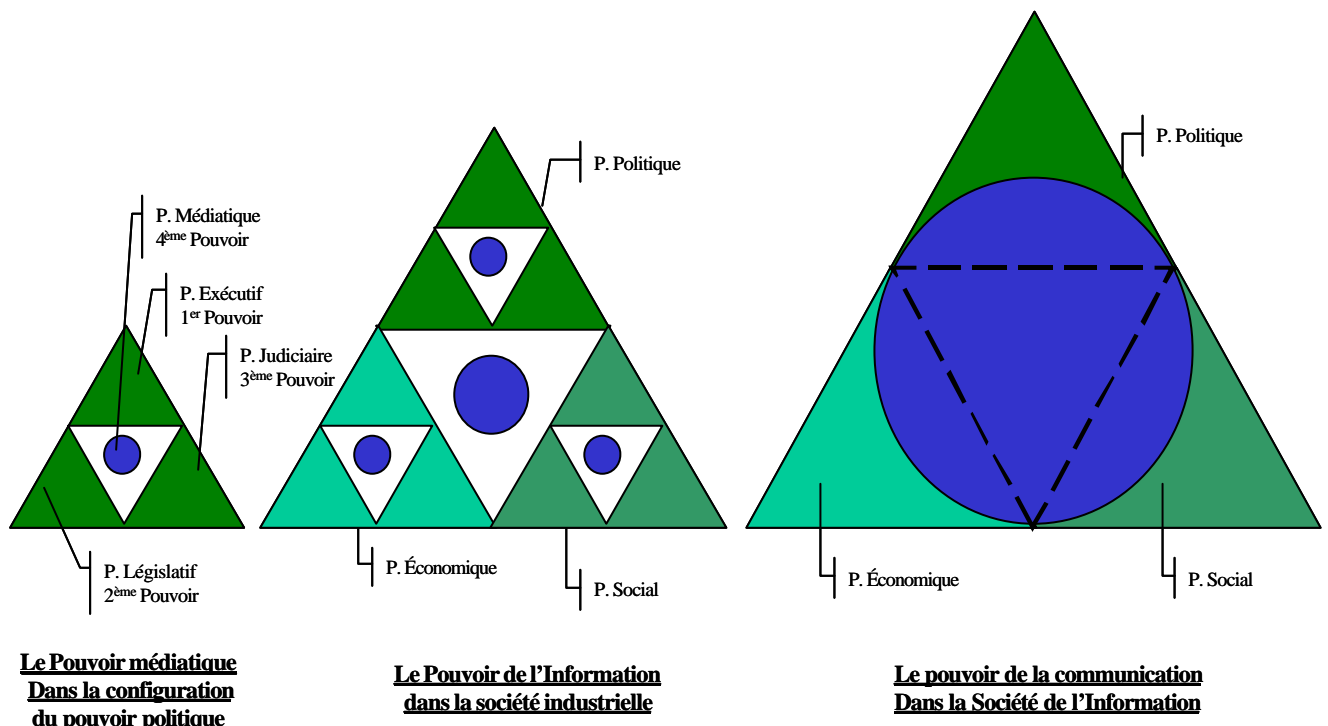 P. Médiatique
4ème Pouvoir
P. Exécutif
1er Pouvoir
P. Judiciaire
3ème Pouvoir
P. Législatif
2ème Pouvoir
Le Pouvoir médiatique
Dans la configuration
du pouvoir politique
P. Politique
P. Économique
P. Social
Le Pouvoir de l’Information
dans la société industrielle
P. Politique
P. Économique
P. Social
Le pouvoir de la communication
Dans la Société de l’Information